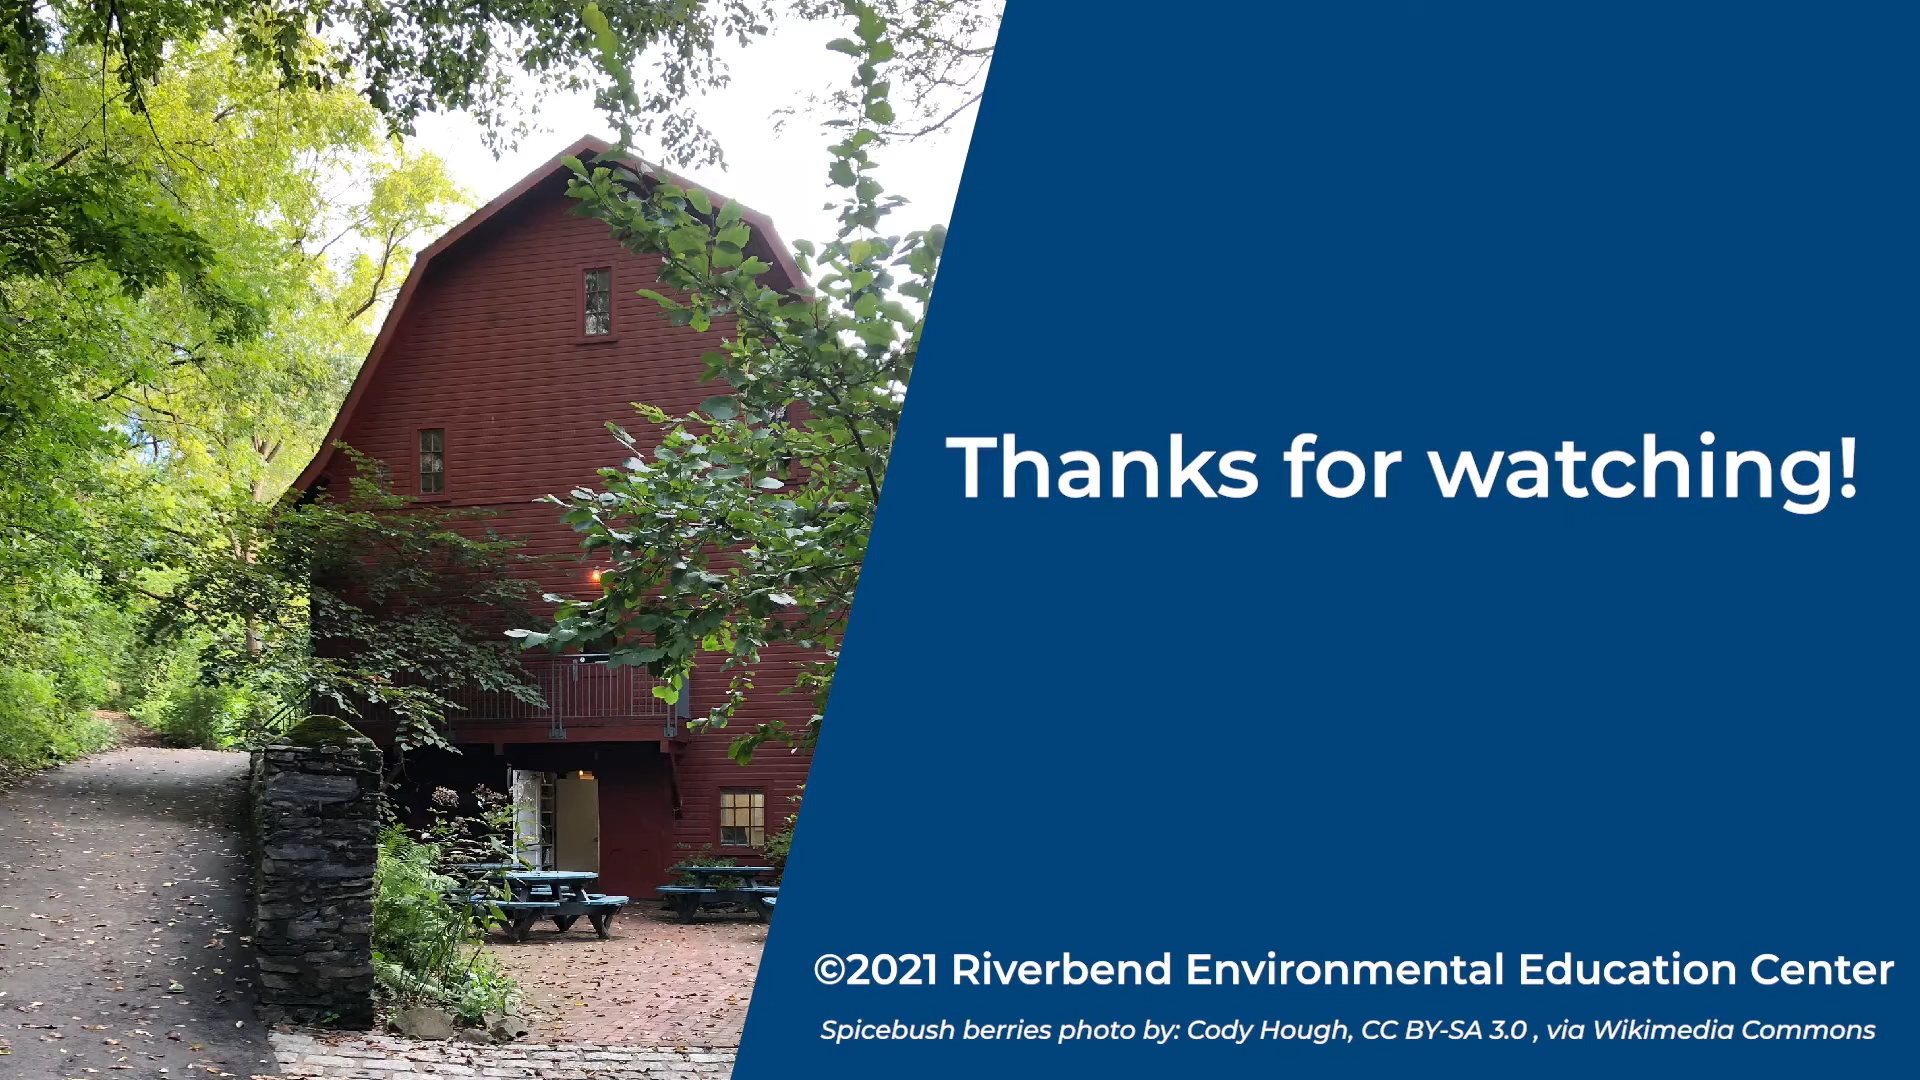 Thanks for watching!
©2021 Riverbend Environmental Education Center
Spicebush berries photo by: Cody Hough, CC BY-SA 3.0 , via Wikimedia Commons